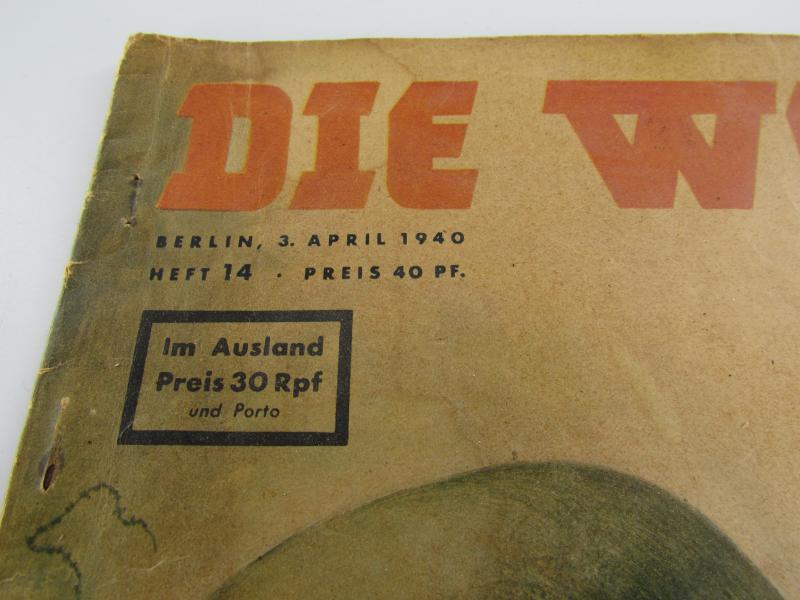 DIE W
BERLIN, 3. APRIL 1940
HEFT 14 · PREIS 40 PF.
Im Ausland
Preis 30 Rpf
und Porto